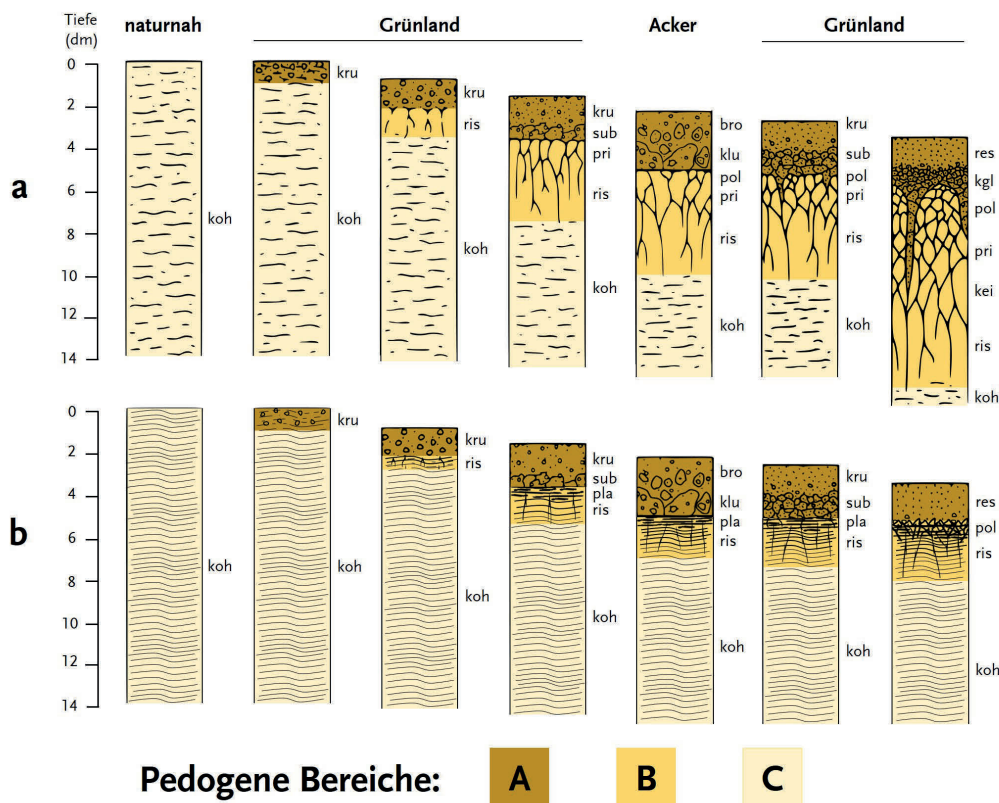 Tiefe
(dm)
naturnah
Grünland
Acker
Grünland
a
0
2
4
6
8
10
12
14
koh
kru
koh
kru
ris
koh
kru
sub
pri
ris
koh
bro
klu
pol
pri
ris
koh
kru
sub
pol
pri
ris
koh
res
kgl
pol
pri
kei
ris
koh
b
0
2
4
6
8
10
12
14
koh
kru
koh
kru
ris
koh
kru
sub
pla
ris
koh
bro
klu
pla
ris
koh
kru
sub
pla
ris
koh
res
pol
ris
koh
Pedogene Bereiche: A B C